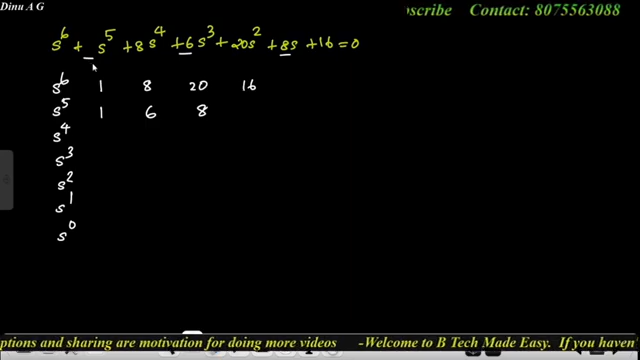 Dinu A G
bscribe   Contact: 8075563088
s⁶ + _ s⁵ + 8s⁴ + 6s³ + 20s² + 8s + 16 = 0
s⁶ 1 8 20 16
s⁵ 1 6 8
s⁴
s³
s²
s¹
s⁰
ptions and sharing are motivation for doing more videos   -Welcome to B Tech Made Easy.  If you haven